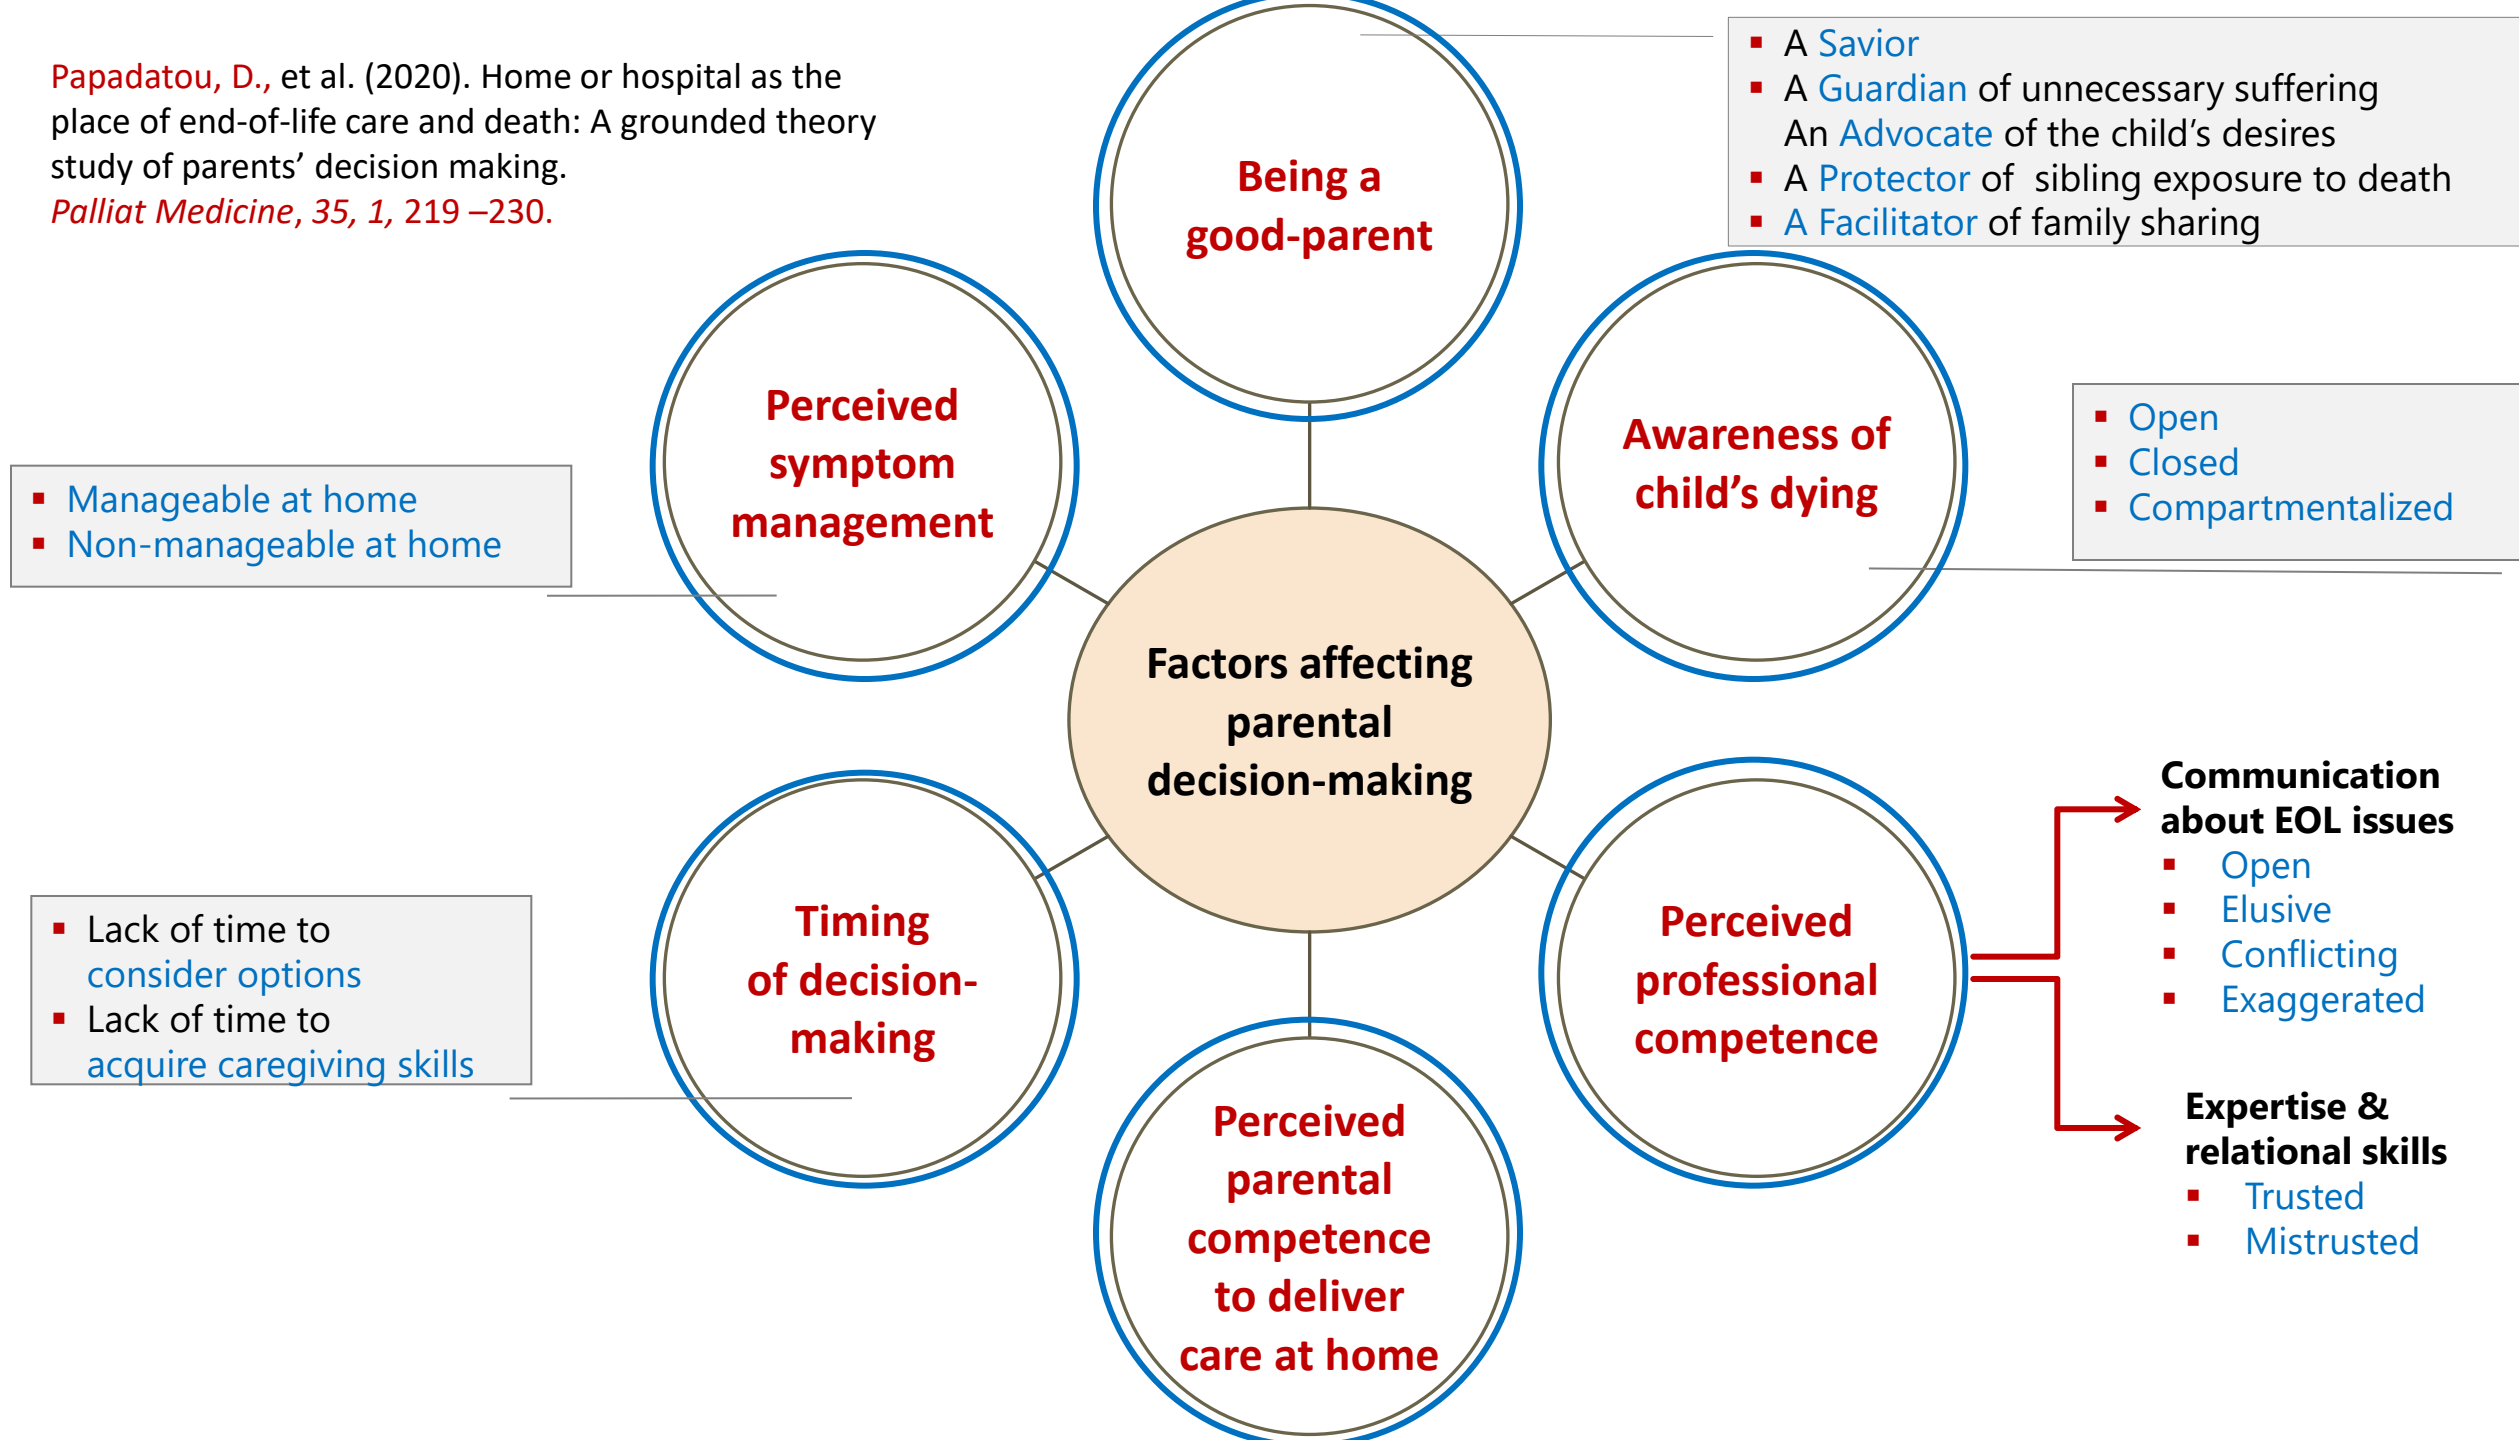 Papadatou, D., et al. (2020). Home or hospital as the
place of end-of-life care and death: A grounded theory
study of parents’ decision making.
Palliat Medicine, 35, 1, 219 –230.
Being a
good-parent
▪ A Savior
▪ A Guardian of unnecessary suffering
An Advocate of the child’s desires
▪ A Protector of sibling exposure to death
▪ A Facilitator of family sharing
Perceived
symptom
management
▪ Manageable at home
▪ Non-manageable at home
Awareness of
child’s dying
▪ Open
▪ Closed
▪ Compartmentalized
Factors affecting
parental
decision-making
Timing
of decision-
making
▪ Lack of time to
consider options
▪ Lack of time to
acquire caregiving skills
Perceived
professional
competence
Communication
about EOL issues
▪ Open
▪ Elusive
▪ Conflicting
▪ Exaggerated
Expertise &
relational skills
▪ Trusted
▪ Mistrusted
Perceived
parental
competence
to deliver
care at home